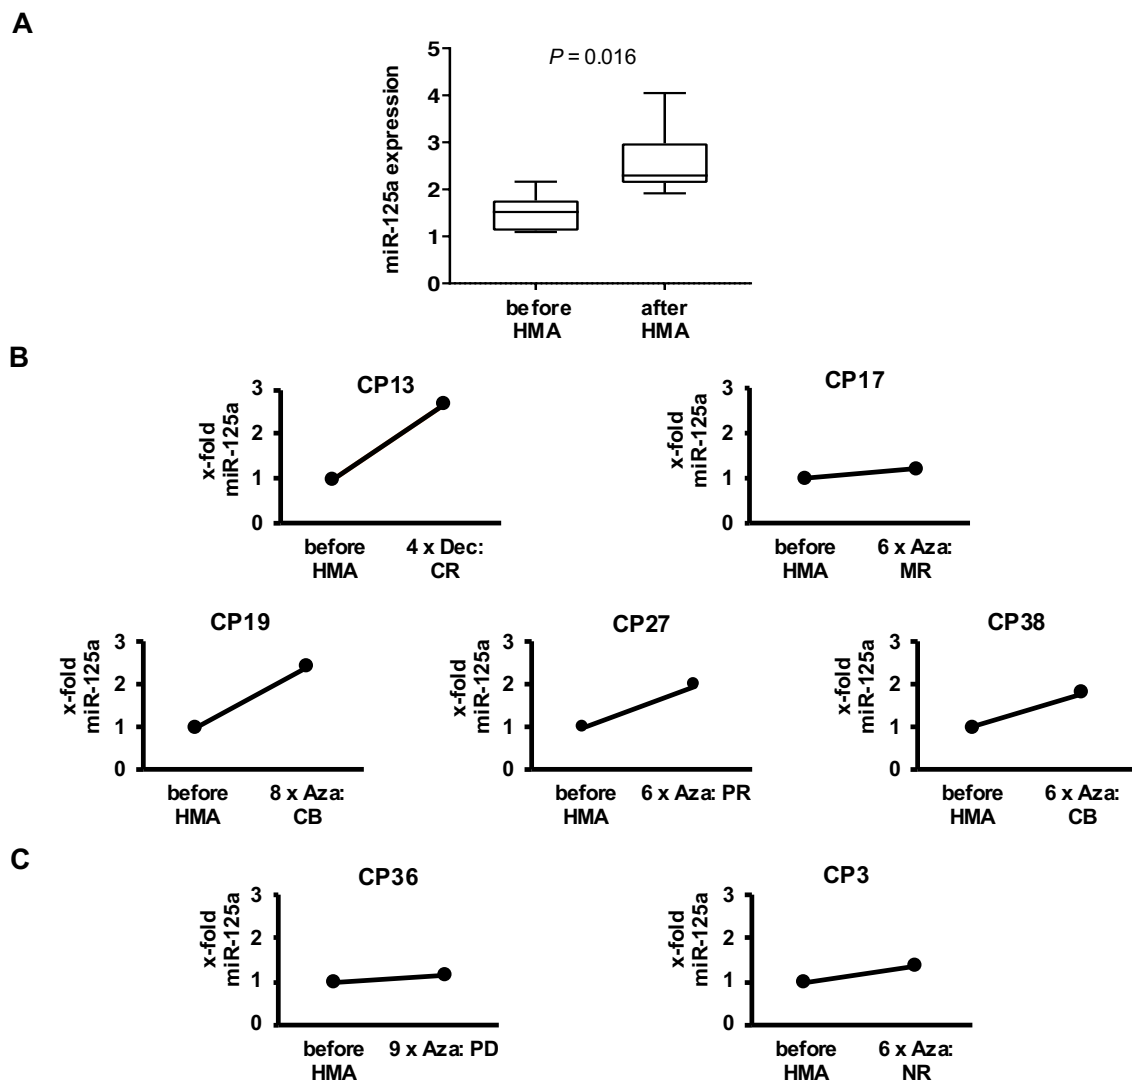 A
P = 0.016
miR-125a expression
5
4
3
2
1
0
before
HMA
after
HMA
B
CP13
x-fold
miR-125a
3
2
1
0
before
HMA
4 x Dec:
CR
CP17
x-fold
miR-125a
3
2
1
0
before
HMA
6 x Aza:
MR
CP19
x-fold
miR-125a
3
2
1
0
before
HMA
8 x Aza:
CB
CP27
x-fold
miR-125a
3
2
1
0
before
HMA
6 x Aza: PR
CP38
x-fold
miR-125a
3
2
1
0
before
HMA
6 x Aza:
CB
C
CP36
x-fold
miR-125a
3
2
1
0
before
HMA
9 x Aza: PD
CP3
x-fold
miR-125a
3
2
1
0
before
HMA
6 x Aza:
NR